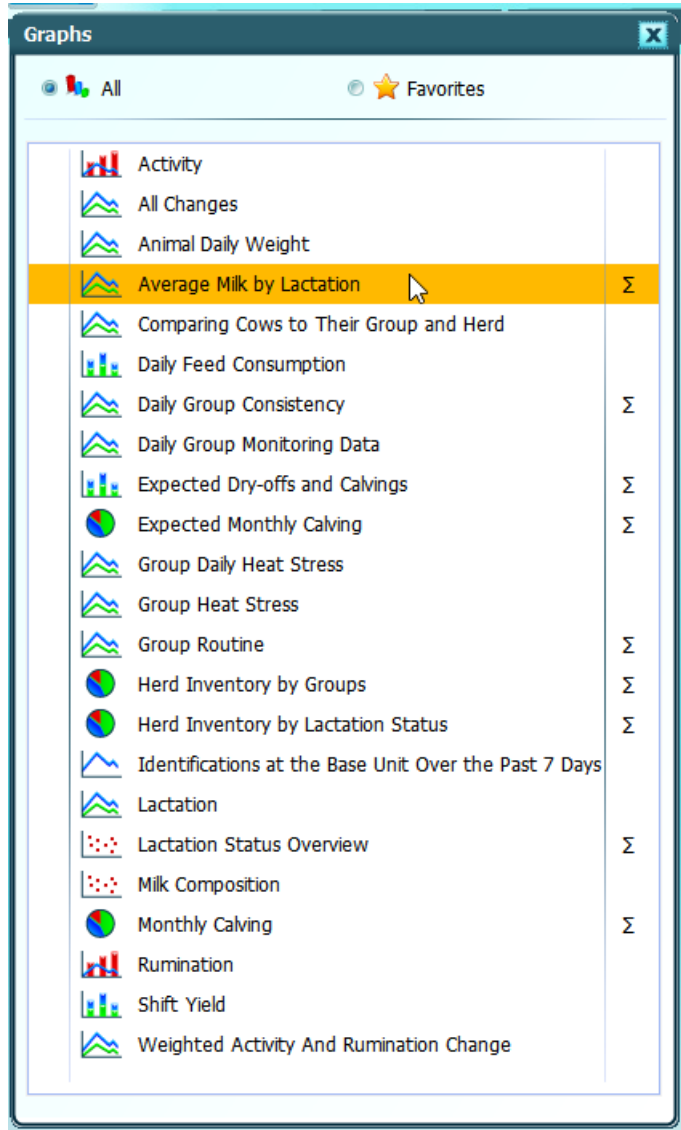 Graphs
All Favorites
Activity
All Changes
Animal Daily Weight
Average Milk by Lactation Σ
Comparing Cows to Their Group and Herd
Daily Feed Consumption
Daily Group Consistency Σ
Daily Group Monitoring Data
Expected Dry-offs and Calvings Σ
Expected Monthly Calving Σ
Group Daily Heat Stress
Group Heat Stress
Group Routine Σ
Herd Inventory by Groups Σ
Herd Inventory by Lactation Status Σ
Identifications at the Base Unit Over the Past 7 Days
Lactation
Lactation Status Overview Σ
Milk Composition
Monthly Calving Σ
Rumination
Shift Yield
Weighted Activity And Rumination Change